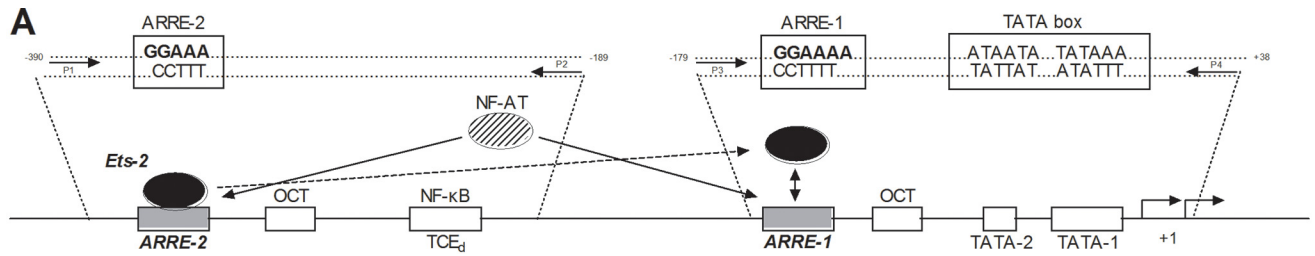 A
ARRE-2
ARRE-1
TATA box
-390
P1
GGAAA
CCTTT
P2
-189
-179
P3
GGAAAA
CCTTTT
ATAATA TATAAA
TATTAT ATATTT
P4
+38
NF-AT
Ets-2
OCT
NF-κB
OCT
ARRE-2
TCEd
ARRE-1
TATA-2
TATA-1
+1